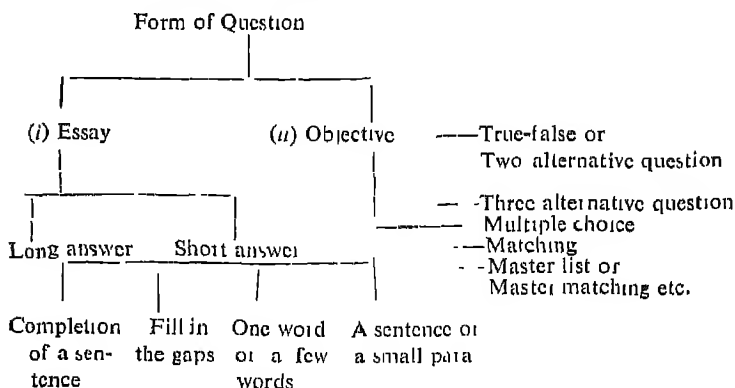 Form of Question
(i) Essay
(ii) Objective
True-false or
Two alternative question
Three alternative question
Multiple choice
Matching
Master list or
Master matching etc.
Long answer
Short answer
Completion
of a sen-
tence
Fill in
the gaps
One word
or a few
words
A sentence or
a small para